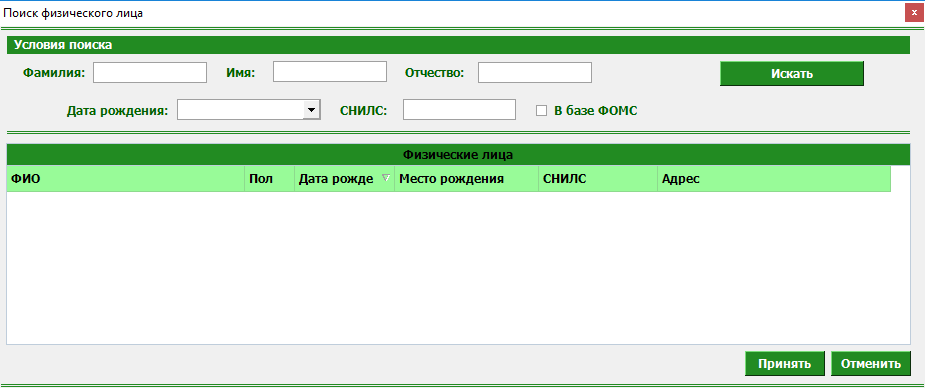 Поиск физического лица
x
Условия поиска
Фамилия: Имя: Отчество: Искать
Дата рождения: СНИЛС: В базе ФОМС
Физические лица
ФИО Пол Дата рожде Место рождения СНИЛС Адрес
Принять Отменить